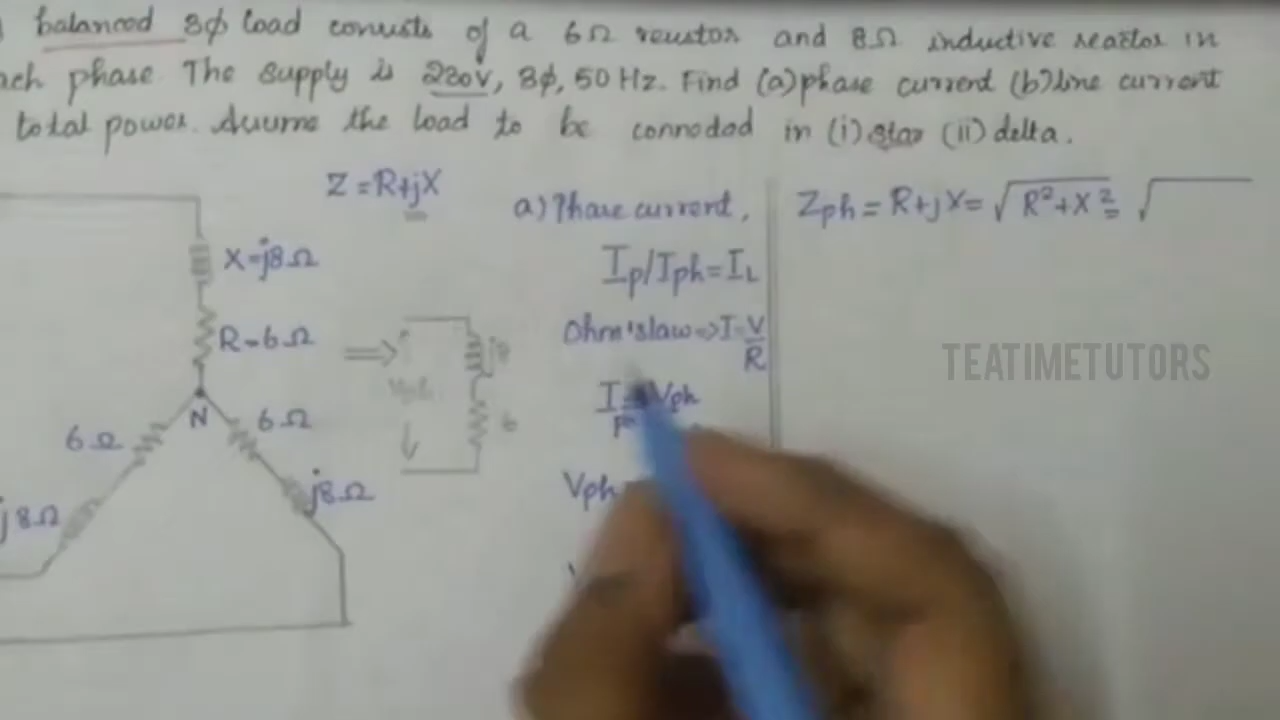 balanced 3ϕ load consists of a 6Ω resistor and 8Ω inductive reactor in
ach phase The supply is 230V, 3ϕ, 50 Hz. Find (a)phase current (b)line current
total power. Assume the load to be connected in (i) star (ii) delta.
Z = R+jX
a) Phase current,
Ip/Iph = IL
Ohm's law => I = V/R
Vph
Vph
Zph = R+jX = √R²+X² = √
X=j8Ω
R=6Ω
N
6Ω
6Ω
j8Ω
j8Ω
TEATIMETUTORS